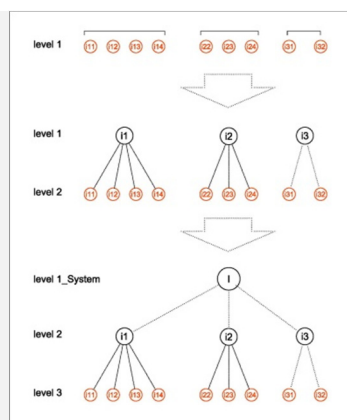 level 1 i11 i12 i13 i14 i22 i23 i24 i31 i32
level 1 i1 i2 i3
level 2 i11 i12 i13 i14 i22 i23 i24 i31 i32
level 1_System I
level 2 i1 i2 i3
level 3 i11 i12 i13 i14 i22 i23 i24 i31 i32